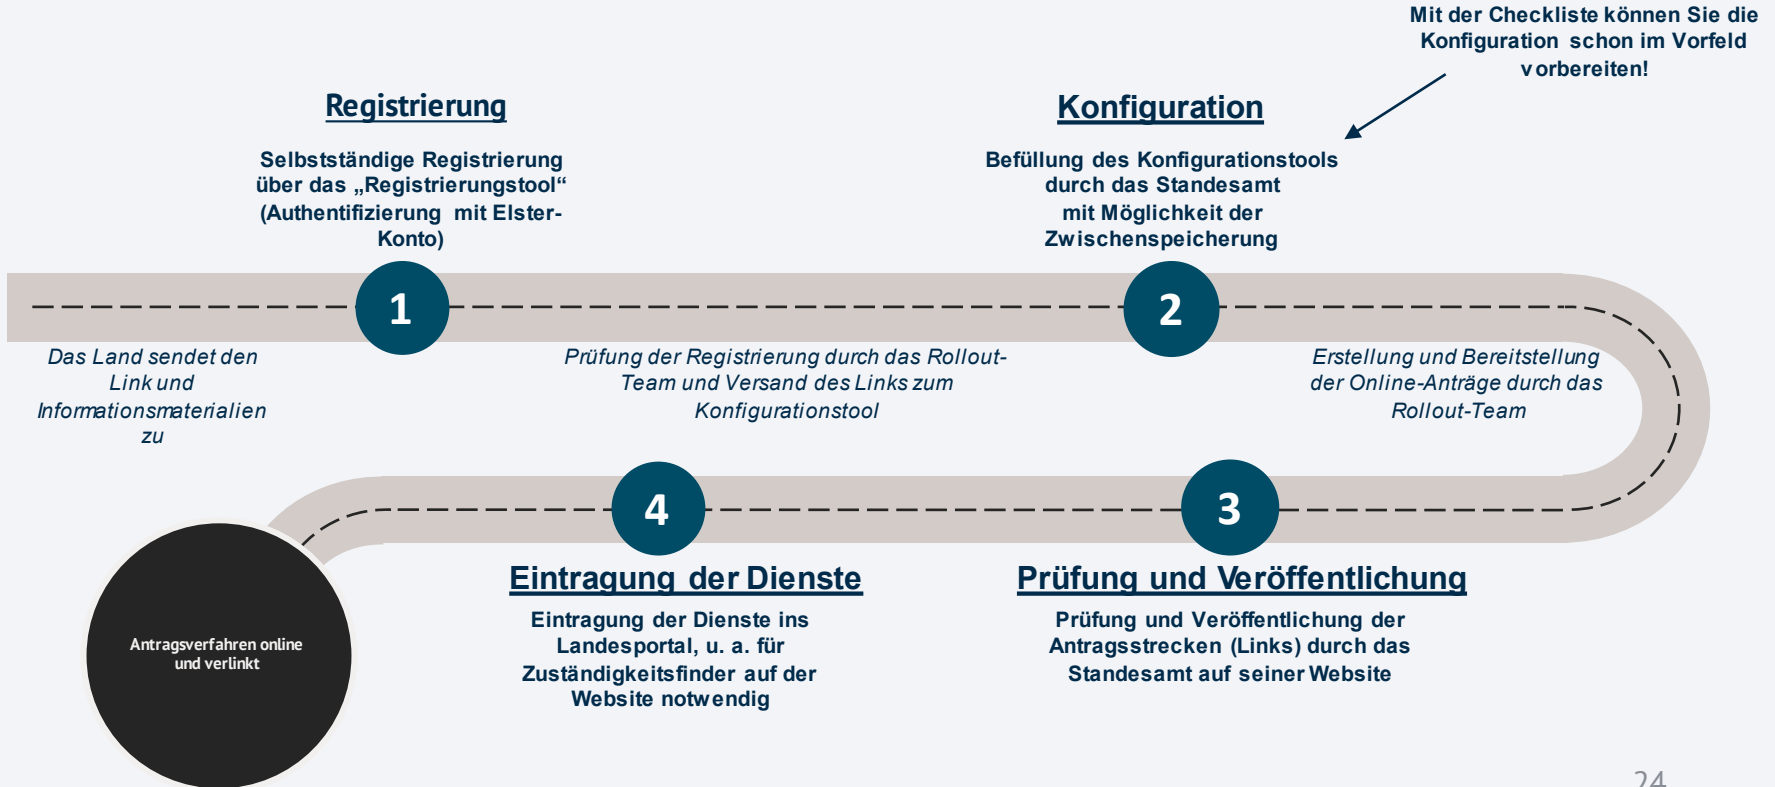 Mit der Checkliste können Sie die
Konfiguration schon im Vorfeld
vorbereiten!
Registrierung
Selbstständige Registrierung
über das „Registrierungstool“
(Authentifizierung mit Elster-
Konto)
Konfiguration
Befüllung des Konfigurationstools
durch das Standesamt
mit Möglichkeit der
Zwischenspeicherung
1
2
Das Land sendet den
Link und
Informationsmaterialien
zu
Prüfung der Registrierung durch das Rollout-
Team und Versand des Links zum
Konfigurationstool
Erstellung und Bereitstellung
der Online-Anträge durch das
Rollout-Team
4
3
Eintragung der Dienste
Eintragung der Dienste ins
Landesportal, u. a. für
Zuständigkeitsfinder auf der
Website notwendig
Prüfung und Veröffentlichung
Prüfung und Veröffentlichung der
Antragsstrecken (Links) durch das
Standesamt auf seiner Website
Antragsverfahren online
und verlinkt
24